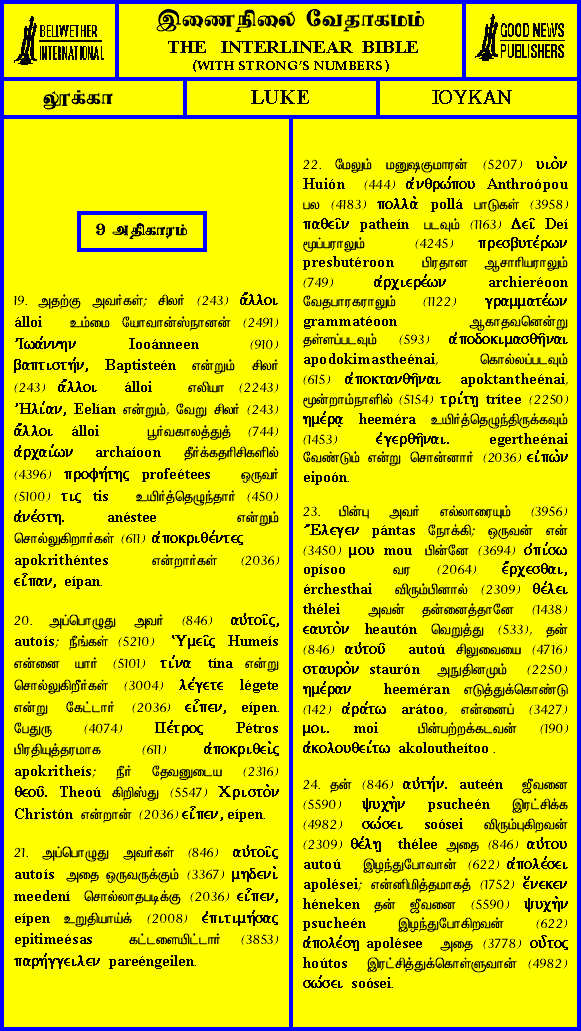 BELLWETHER
INTERNATIONAL
இணைநிலை வேதாகமம்
THE INTERLINEAR BIBLE
(WITH STRONG'S NUMBERS)
GOOD NEWS
PUBLISHERS
லூக்கா
LUKE
ΙΟΥΚΑΝ
9 அதிகாரம்
19. அதற்கு அவர்கள்; சிலர் (243) ἄλλοι
álloi உம்மை யோவான்ஸ்நானன் (2491)
Ἰωάννην Iooánneen (910)
βαπτιστήν, Baptisteén என்றும் சிலர்
(243) ἄλλοι álloi எலியா (2243)
Ἠλίαν, Eelían என்றும், வேறு சிலர் (243)
ἄλλοι álloi பூர்வகாலத்துத் (744)
ἀρχαίων archaíoon தீர்க்கதரிசிகளில்
(4396) προφήτης profeétees ஒருவர்
(5100) τις tis உயிர்த்தெழுந்தார் (450)
ἀνέστη. anéstee என்றும்
சொல்லுகிறார்கள் (611) ἀποκριθέντες
apokrithéntes என்றார்கள் (2036)
εἶπαν, eípan.
20. அப்பொழுது அவர் (846) αὐτοῖς,
autoís; நீங்கள் (5210) Ὑμεῖς Humeís
என்னை யார் (5101) τίνα tína என்று
சொல்லுகிறீர்கள் (3004) λέγετε légete
என்று கேட்டார் (2036) εἶπεν, eípen.
பேதுரு (4074) Πέτρος Pétros
பிரதியுத்தரமாக (611) ἀποκριθεὶς
apokritheís; நீர் தேவனுடைய (2316)
θεοῦ. Theoú கிறிஸ்து (5547) Χριστὸν
Christón என்றான் (2036) εἶπεν, eípen.
21. அப்பொழுது அவர்கள் (846) αὐτοῖς
autoís அதை ஒருவருக்கும் (3367) μηδενὶ
meedení சொல்லாதபடிக்கு (2036) εἶπεν,
eípen உறுதியாய்க் (2008) ἐπιτιμήσας
epitimeésas கட்டளையிட்டார் (3853)
παρήγγειλεν pareéngeilen.
22. மேலும் மனுஷகுமாரன் (5207) υιὸν
Huión (444) ἀνθρώπου Anthroópou
பல (4183) πολλὰ pollá பாடுகள் (3958)
παθεῖν patheín படவும் (1163) Δεῖ Deí
மூப்பராலும் (4245) πρεσβυτέρων
presbutéroon பிரதான ஆசாரியராலும்
(749) ἀρχιερέων archieréoon
வேதபாரகராலும் (1122) γραμματέων
grammatéoon ஆகாதவனென்று
தள்ளப்படவும் (593) ἀποδοκιμασθῆναι
apodokimastheénai, கொல்லப்படவும்
(615) ἀποκτανθῆναι apoktantheénai,
மூன்றாம்நாளில் (5154) τρίτῃ trítee (2250)
ημέρᾳ heeméra உயிர்த்தெழுந்திருக்கவும்
(1453) ἐγερθῆναι. egertheénai
வேண்டும் என்று சொன்னார் (2036) εἰπὼν
eipoón.
23. பின்பு அவர் எல்லாரையும் (3956)
Ἔλεγεν pántas நோக்கி; ஒருவன் என்
(3450) μου mou பின்னே (3694) ὀπίσω
opísoo வர (2064) ἔρχεσθαι,
érchesthai விரும்பினால் (2309) θέλει
thélei அவன் தன்னைத்தானே (1438)
εαυτὸν heautón வெறுத்து (533), தன்
(846) αὐτοῦ autoú சிலுவையை (4716)
σταυρὸν staurón அநுதினமும் (2250)
ημέραν heeméran எடுத்துக்கொண்டு
(142) ἀράτω arátoo, என்னைப் (3427)
μοι. moi பின்பற்றக்கடவன் (190)
ἀκολουθείτω akoloutheítoo .
24. தன் (846) αὐτήν. auteén ஜீவனை
(5590) ψυχὴν psucheén இரட்சிக்க
(4982) σώσει soósei விரும்புகிறவன்
(2309) θέλῃ thélee அதை (846) αὐτου
autoú இழந்துபோவான் (622) ἀπολέσει
apolései; என்னிமித்தமாகத் (1752) ἕνεκεν
héneken தன் ஜீவனை (5590) ψυχὴν
psucheén இழந்துபோகிறவன் (622)
ἀπολέσῃ apolésee அதை (3778) οὗτος
hoútos இரட்சித்துக்கொள்ளுவான் (4982)
σώσει soósei.